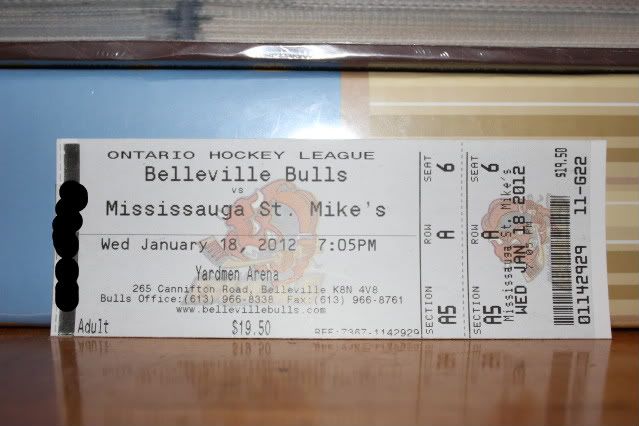 ONTARIO HOCKEY LEAGUE
Belleville Bulls
vs
Mississauga St. Mike's
Wed January 18, 2012 7:05PM
Yardmen Arena
265 Cannifton Road, Belleville K8N 4V8
Bulls Office:(613) 966-8338 Fax:(613) 966-8761
www.bellevillebulls.com
Adult $19.50 REF:7367-1142929
SEAT 6
ROW A
SECTION A5
SEAT 6
ROW A
SECTION A5
Mississauga St. Mike's
WED JAN 18 2012
$19.50
11-G22
01142929